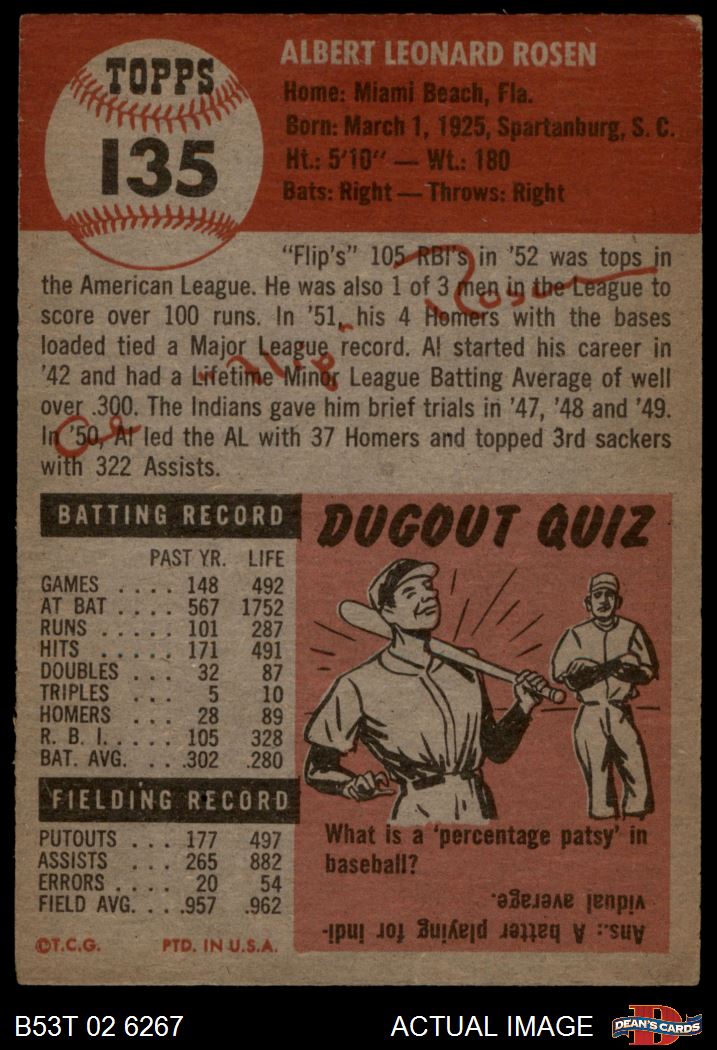 TOPPS
135
ALBERT LEONARD ROSEN
Home: Miami Beach, Fla.
Born: March 1, 1925, Spartanburg, S. C.
Ht.: 5'10" — Wt.: 180
Bats: Right — Throws: Right
"Flip's" 105 RBI's in '52 was tops in
the American League. He was also 1 of 3 men in the League to
score over 100 runs. In '51, his 4 Homers with the bases
loaded tied a Major League record. Al started his career in
'42 and had a Lifetime Minor League Batting Average of well
over .300. The Indians gave him brief trials in '47, '48 and '49.
In '50, Al led the AL with 37 Homers and topped 3rd sackers
with 322 Assists.
Al "Flip" Rosen
BATTING RECORD
PAST YR. LIFE
GAMES .... 148 492
AT BAT .... 567 1752
RUNS ..... 101 287
HITS ..... 171 491
DOUBLES ... 32 87
TRIPLES ... 5 10
HOMERS ... 28 89
R. B. I. .... 105 328
BAT. AVG. ... .302 .280
FIELDING RECORD
PUTOUTS ... 177 497
ASSISTS .... 265 882
ERRORS .... 20 54
FIELD AVG. ... .957 .962
©T.C.G. PTD. IN U.S.A.
DUGOUT QUIZ
What is a 'percentage patsy' in
baseball?
Ans.: A batter playing for indi-
vidual average.
B53T 02 6267
ACTUAL IMAGE
D
DEAN'S CARDS